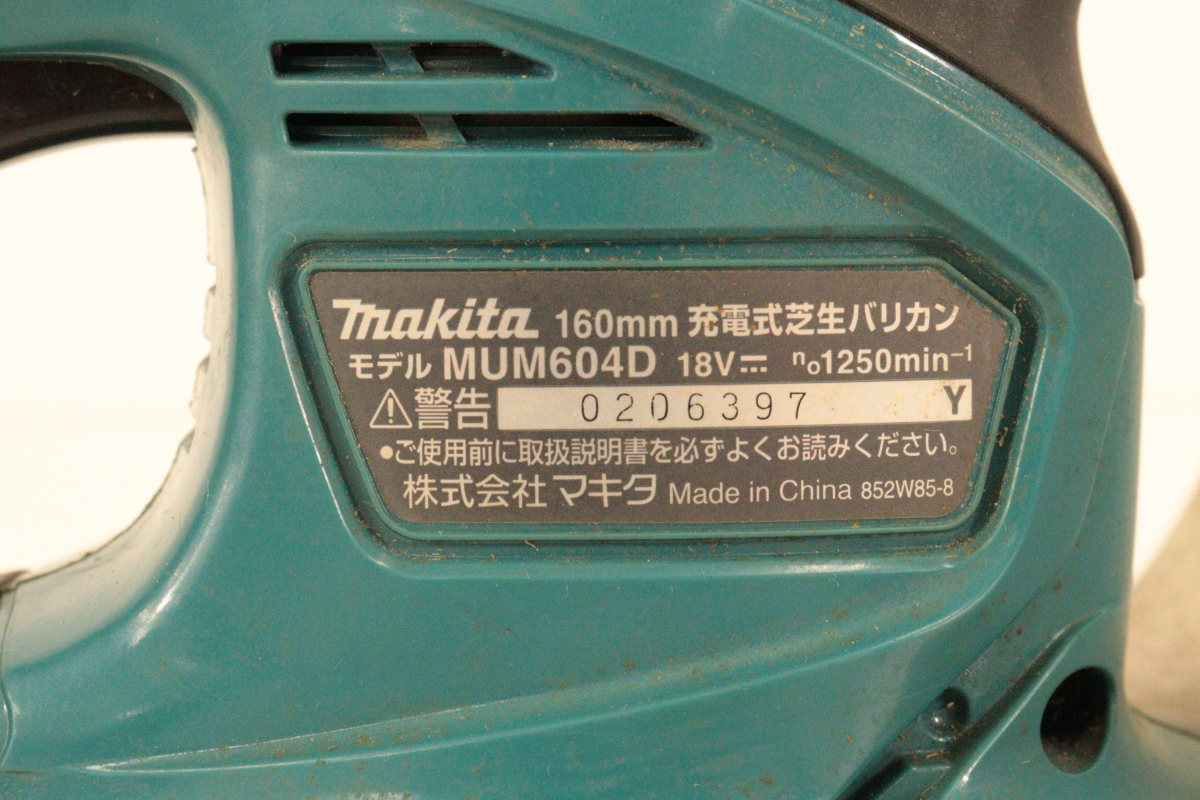 makita 160mm 充電式芝生バリカン
モデル MUM604D 18V⎓ n₀1250min⁻¹
⚠警告 0206397 Y
●ご使用前に取扱説明書を必ずよくお読みください。
株式会社マキタ Made in China 852W85-8